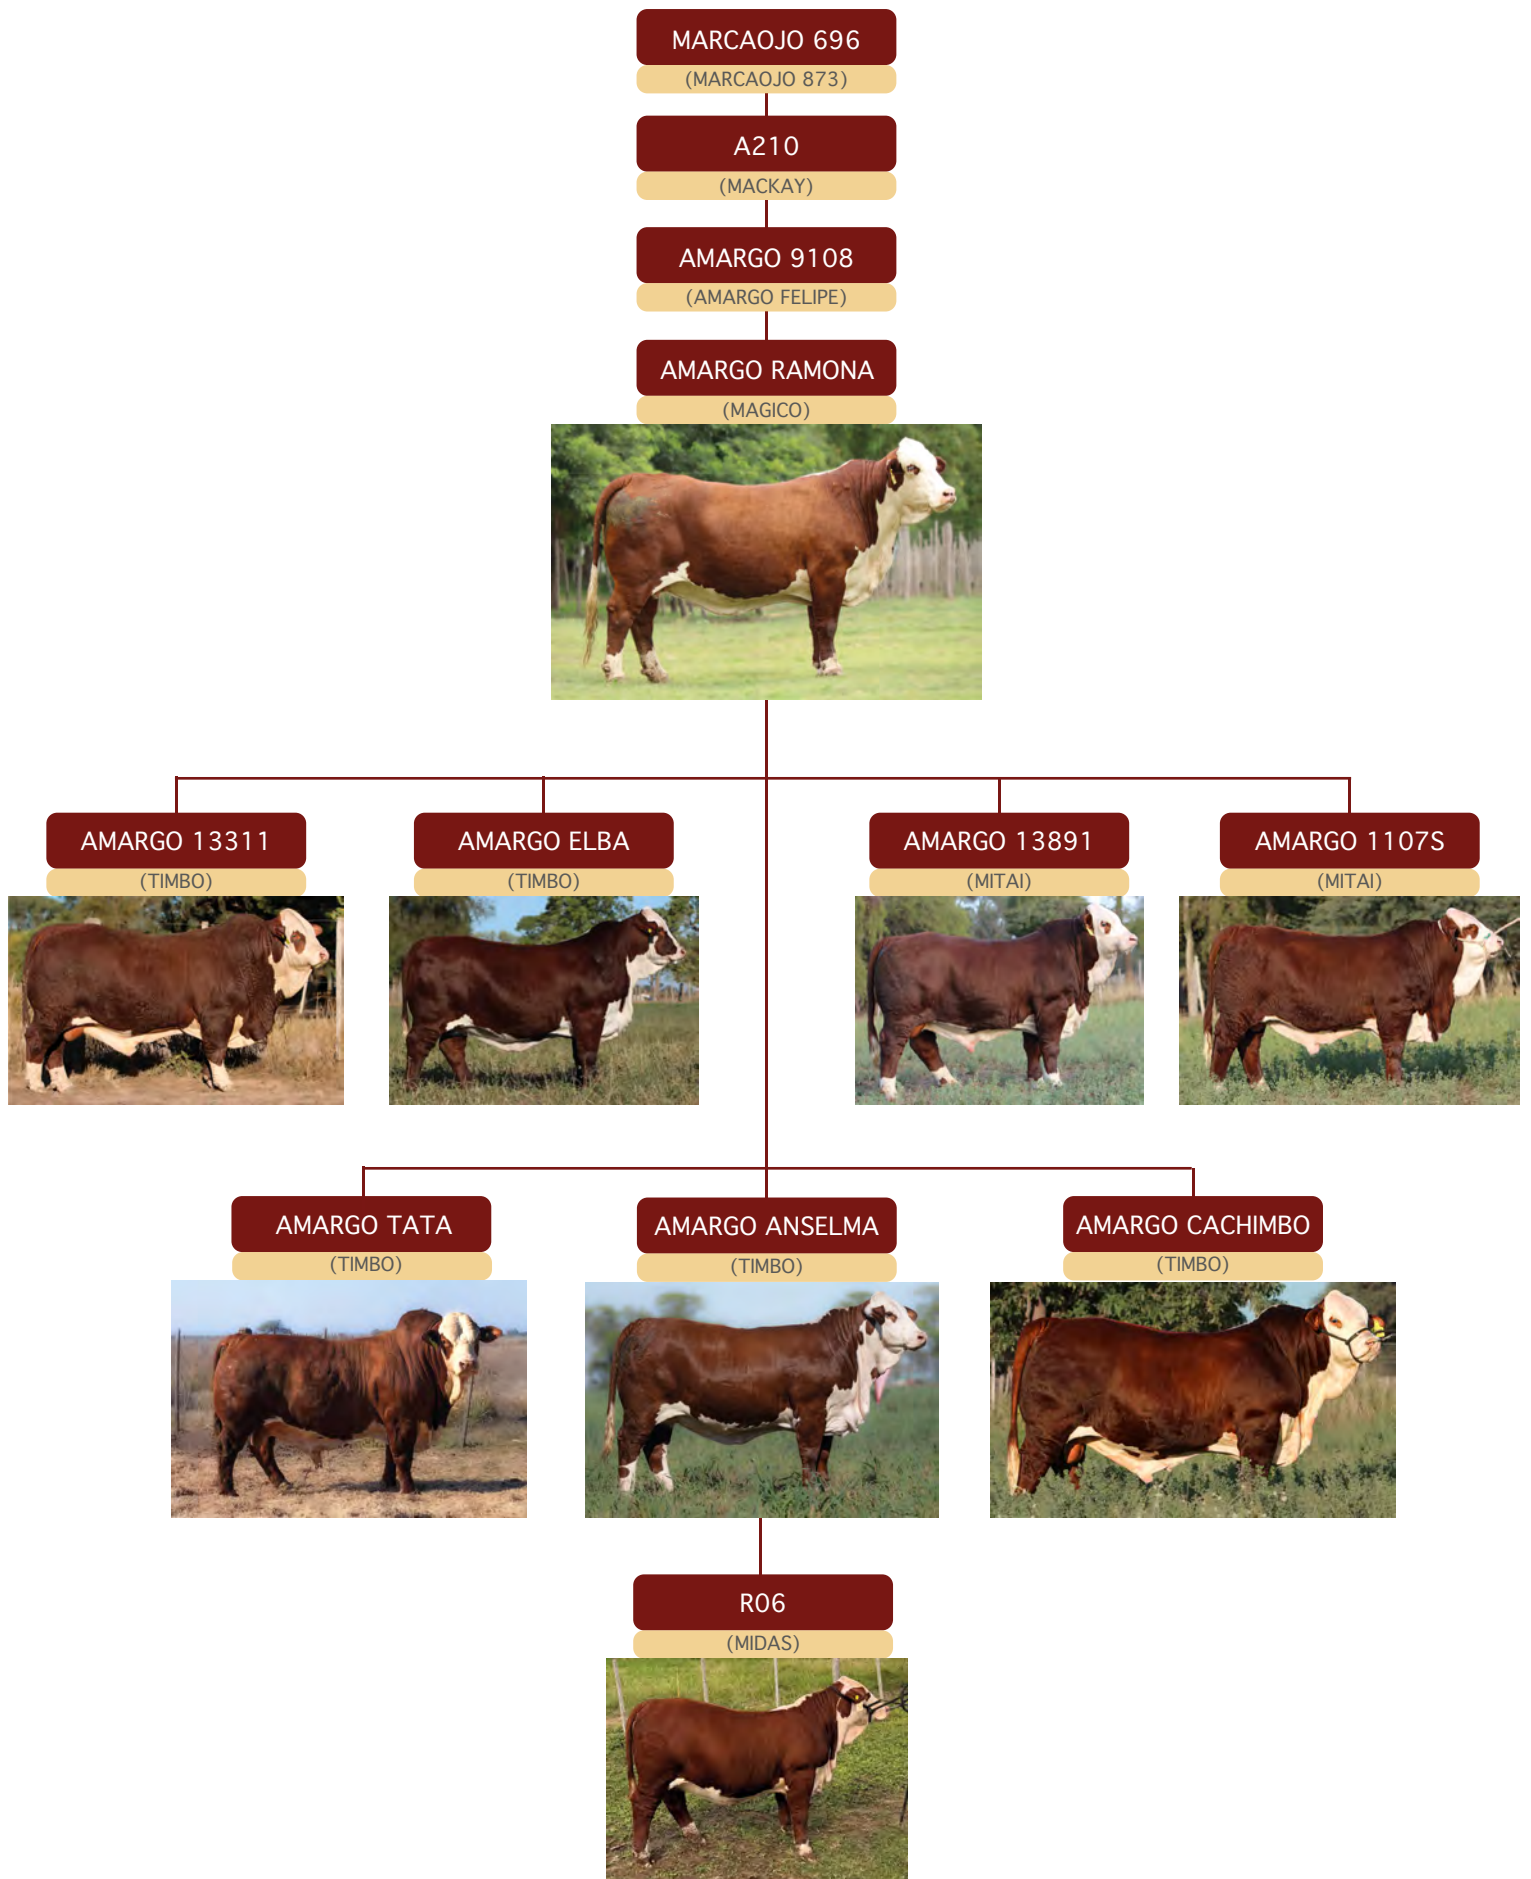 MARCAOJO 696
(MARCAOJO 873)
A210
(MACKAY)
AMARGO 9108
(AMARGO FELIPE)
AMARGO RAMONA
(MAGICO)
AMARGO 13311
(TIMBO)
AMARGO ELBA
(TIMBO)
AMARGO 13891
(MITAI)
AMARGO 1107S
(MITAI)
AMARGO TATA
(TIMBO)
AMARGO ANSELMA
(TIMBO)
AMARGO CACHIMBO
(TIMBO)
R06
(MIDAS)